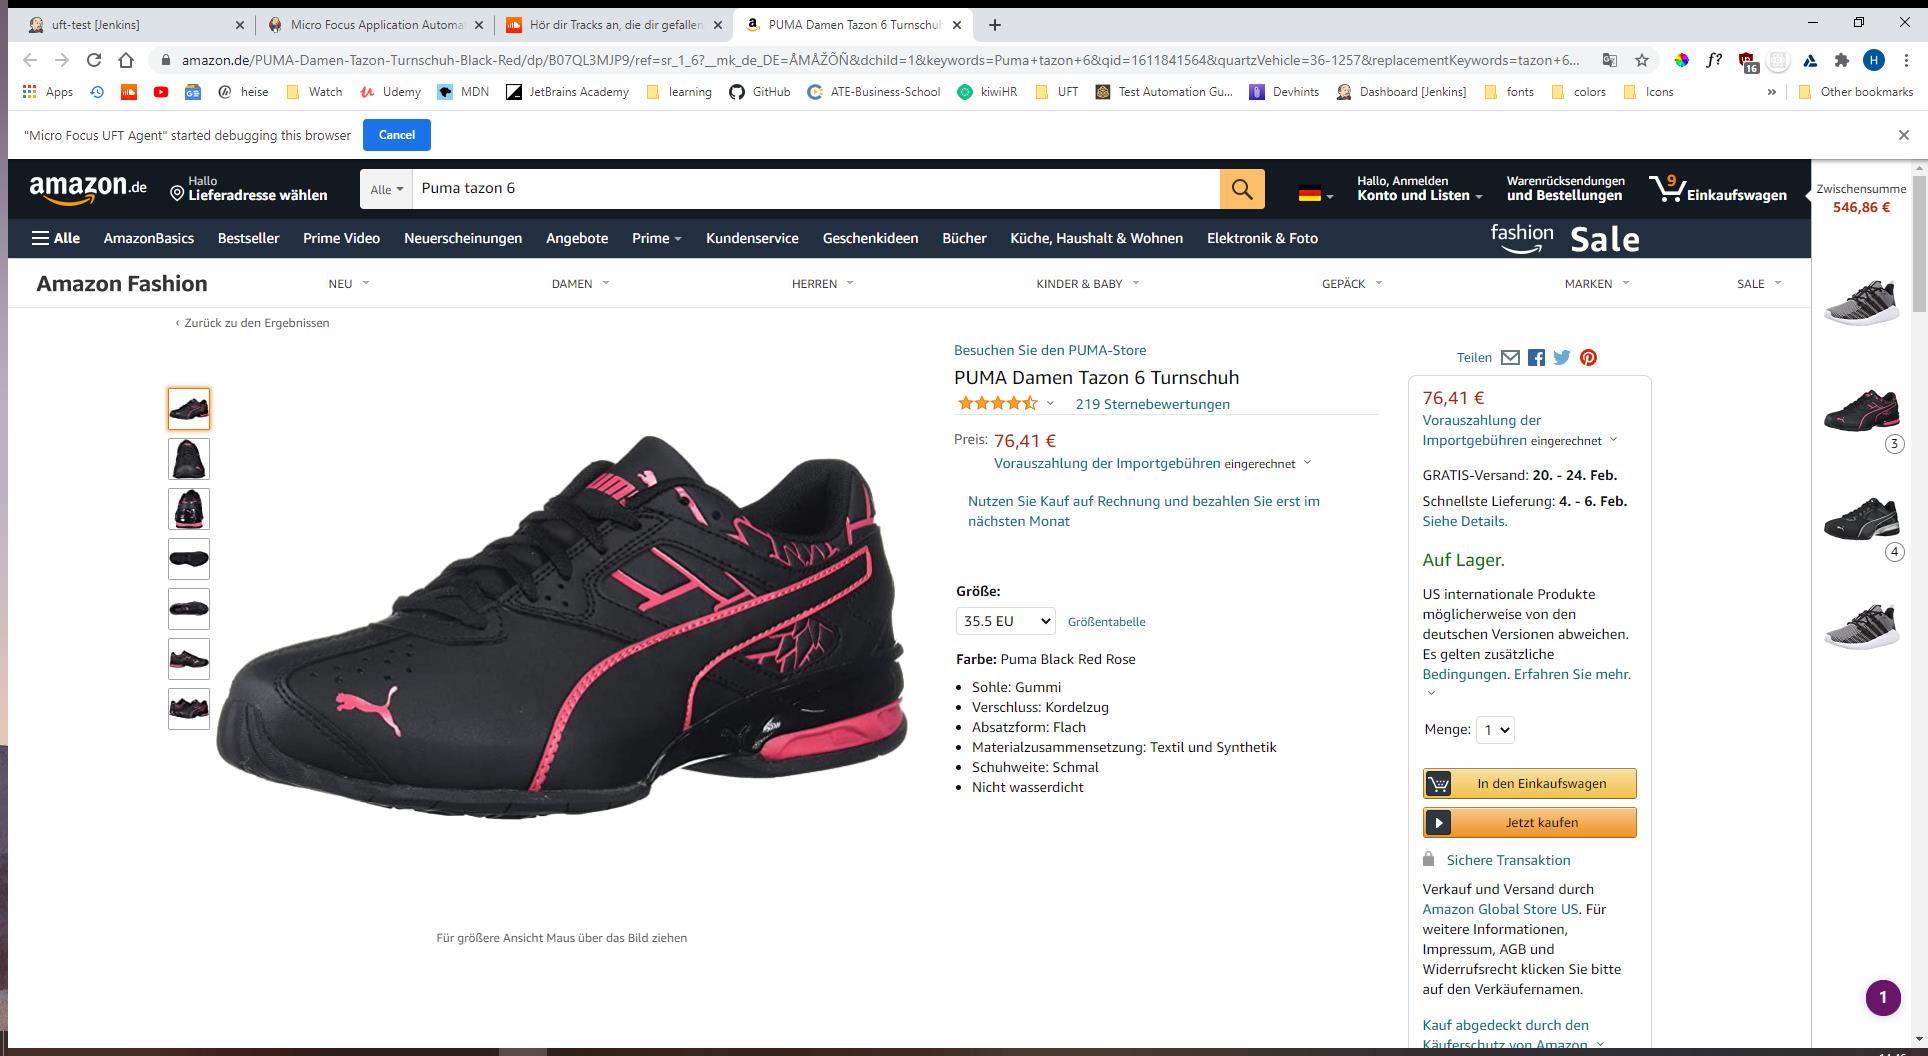 uft-test [Jenkins]
Micro Focus Application Automa
Hör dir Tracks an, die dir gefallen
PUMA Damen Tazon 6 Turnschuh
amazon.de/PUMA-Damen-Tazon-Turnschuh-Black-Red/dp/B07QL3MJP9/ref=sr_1_6?__mk_de_DE=ÅMÅŽÕÑ&dchild=1&keywords=Puma+tazon+6&qid=1611841564&quartzVehicle=36-1257&replacementKeywords=tazon+6...
f?
16
H
Apps
heise
Watch
Udemy
MDN
JetBrains Academy
learning
GitHub
ATE-Business-School
kiwiHR
UFT
Test Automation Gu...
Devhints
Dashboard [Jenkins]
fonts
colors
Icons
»
Other bookmarks
"Micro Focus UFT Agent" started debugging this browser
Cancel
amazon.de
Hallo
Lieferadresse wählen
Alle
Puma tazon 6
Hallo, Anmelden
Konto und Listen
Warenrücksendungen
und Bestellungen
9
Einkaufswagen
Zwischensumme
546,86 €
Alle
AmazonBasics
Bestseller
Prime Video
Neuerscheinungen
Angebote
Prime
Kundenservice
Geschenkideen
Bücher
Küche, Haushalt & Wohnen
Elektronik & Foto
fashion Sale
Amazon Fashion
NEU
DAMEN
HERREN
KINDER & BABY
GEPÄCK
MARKEN
SALE
‹ Zurück zu den Ergebnissen
Besuchen Sie den PUMA-Store
PUMA Damen Tazon 6 Turnschuh
219 Sternebewertungen
Preis: 76,41 €
Vorauszahlung der Importgebühren eingerechnet
Nutzen Sie Kauf auf Rechnung und bezahlen Sie erst im
nächsten Monat
Größe:
35.5 EU
Größentabelle
Farbe: Puma Black Red Rose
Sohle: Gummi
Verschluss: Kordelzug
Absatzform: Flach
Materialzusammensetzung: Textil und Synthetik
Schuhweite: Schmal
Nicht wasserdicht
Für größere Ansicht Maus über das Bild ziehen
Teilen
76,41 €
Vorauszahlung der
Importgebühren eingerechnet
GRATIS-Versand: 20. - 24. Feb.
Schnellste Lieferung: 4. - 6. Feb.
Siehe Details.
Auf Lager.
US internationale Produkte
möglicherweise von den
deutschen Versionen abweichen.
Es gelten zusätzliche
Bedingungen. Erfahren Sie mehr.
Menge: 1
In den Einkaufswagen
Jetzt kaufen
Sichere Transaktion
Verkauf und Versand durch
Amazon Global Store US. Für
weitere Informationen,
Impressum, AGB und
Widerrufsrecht klicken Sie bitte
auf den Verkäufernamen.
Kauf abgedeckt durch den
Käuferschutz von Amazon
3
4
1